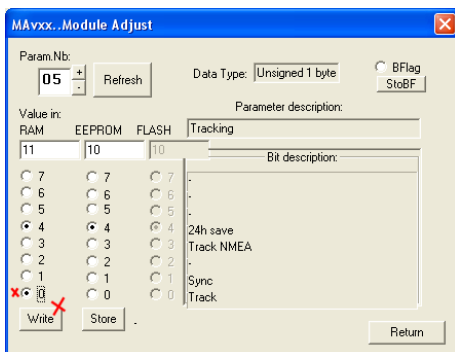 MAvxx..Module Adjust
Param.Nb:
05 + - Refresh
Data Type: Unsigned 1 byte
BFlag
StoBF
Value in:
RAM EEPROM FLASH
11 10 10
Parameter description:
Tracking
Bit description:
7 7 7 -
6 6 6 -
5 5 5 -
4 4 4 24h save
3 3 3 Track NMEA
2 2 2 -
1 1 1 Sync
0 0 0 Track
Write Store -
Return